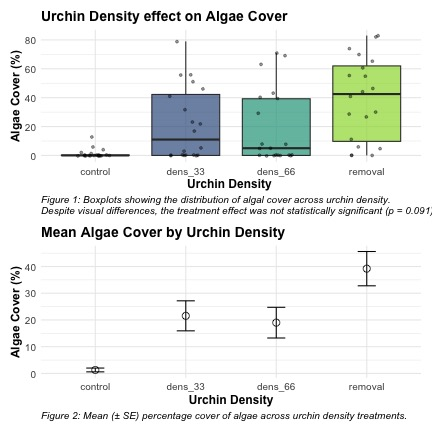 Urchin Density effect on Algae Cover
Algae Cover (%)
80
60
40
20
0
control dens_33 dens_66 removal
Urchin Density
Figure 1: Boxplots showing the distribution of algal cover across urchin density.
Despite visual differences, the treatment effect was not statistically significant (p = 0.091)
Mean Algae Cover by Urchin Density
Algae Cover (%)
40
30
20
10
0
control dens_33 dens_66 removal
Urchin Density
Figure 2: Mean (± SE) percentage cover of algae across urchin density treatments.